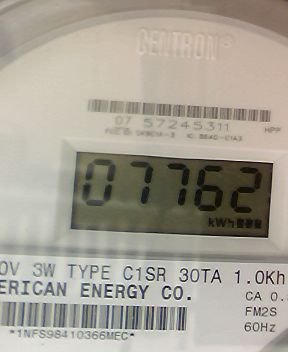 CENTRON®
07 57245311 HPP
07762
kWh
0V 3W TYPE C1SR 30TA 1.0Kh
ERICAN ENERGY CO. CA 0.
FM2S
*1NFS98410366MEC* 60Hz